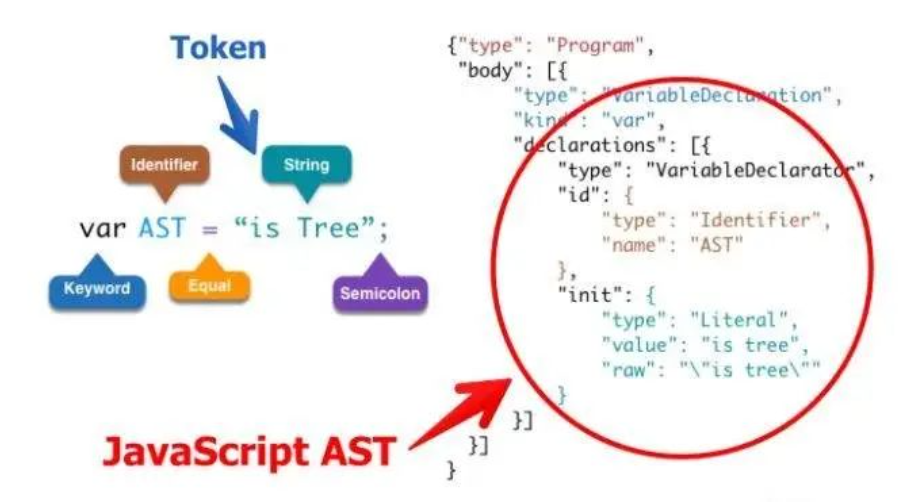 Token
Identifier
String
var AST = “is Tree”;
Keyword
Equal
Semicolon
JavaScript AST
{"type": "Program",
"body": [{
"type": "VariableDeclaration",
"kind": "var",
"declarations": [{
"type": "VariableDeclarator",
"id": {
"type": "Identifier",
"name": "AST"
},
"init": {
"type": "Literal",
"value": "is tree",
"raw": "\"is tree\""
}
}]
}]
}